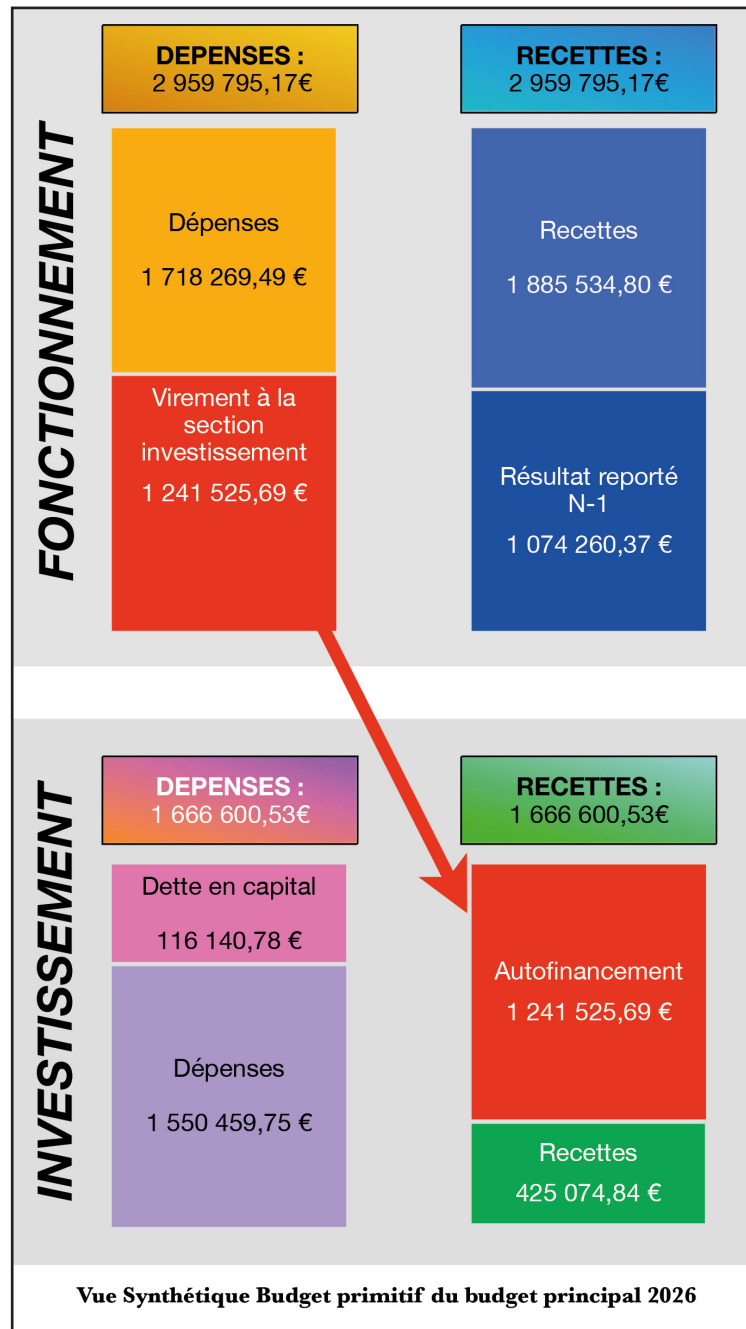 FONCTIONNEMENT
DEPENSES :
2 959 795,17€
RECETTES :
2 959 795,17€
Dépenses
1 718 269,49 €
Virement à la
section
investissement
1 241 525,69 €
Recettes
1 885 534,80 €
Résultat reporté
N-1
1 074 260,37 €
INVESTISSEMENT
DEPENSES :
1 666 600,53€
RECETTES :
1 666 600,53€
Dette en capital
116 140,78 €
Dépenses
1 550 459,75 €
Autofinancement
1 241 525,69 €
Recettes
425 074,84 €
Vue Synthétique Budget primitif du budget principal 2026